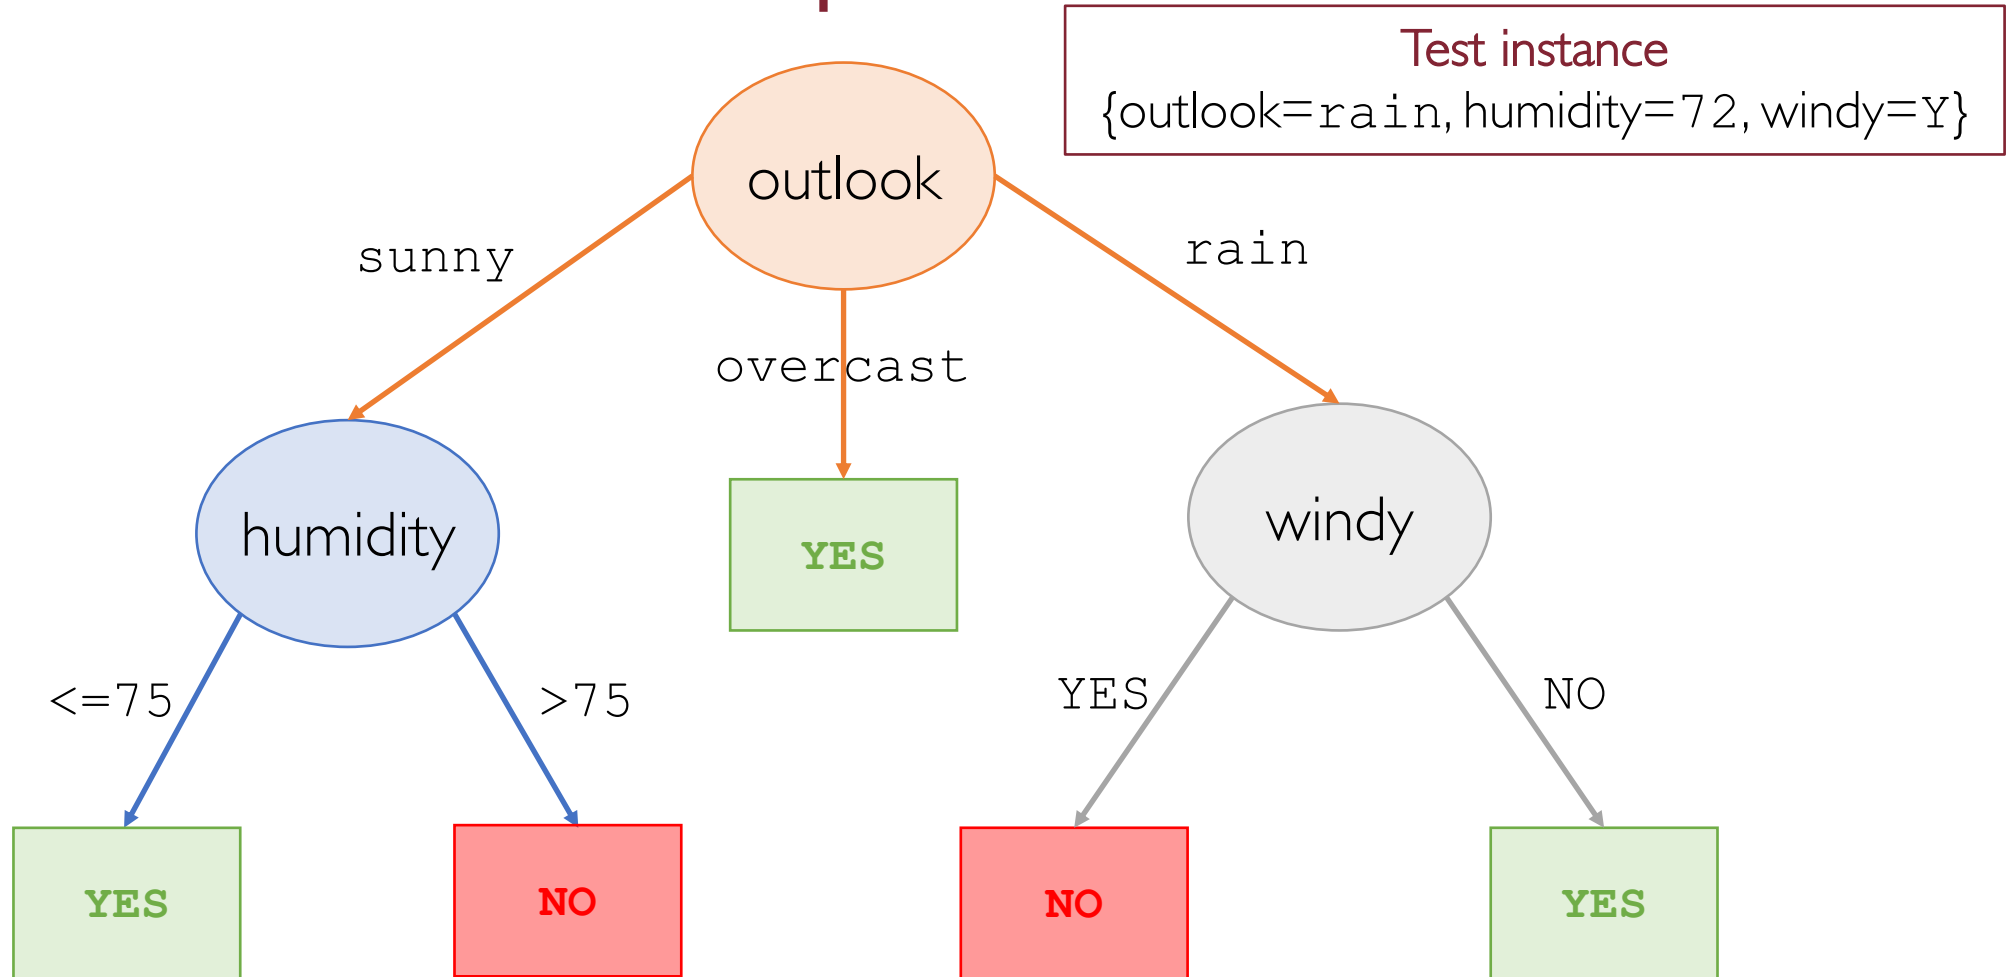 Test instance
{outlook=rain, humidity=72, windy=Y}
outlook
sunny
rain
overcast
humidity
YES
windy
<=75
>75
YES
NO
YES
NO
NO
YES